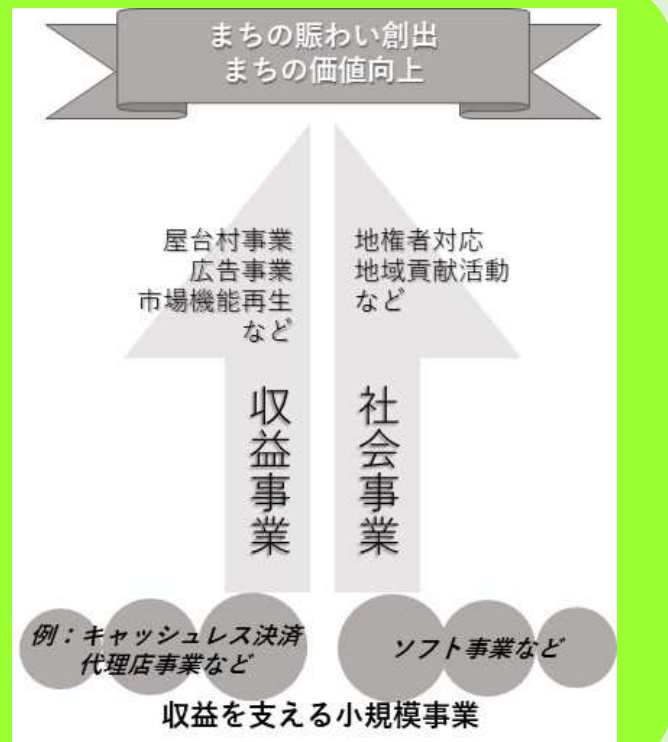 まちの賑わい創出
まちの価値向上
屋台村事業
広告事業
市場機能再生
など
地権者対応
地域貢献活動
など
収益事業
社会事業
例：キャッシュレス決済
代理店事業など
ソフト事業など
収益を支える小規模事業